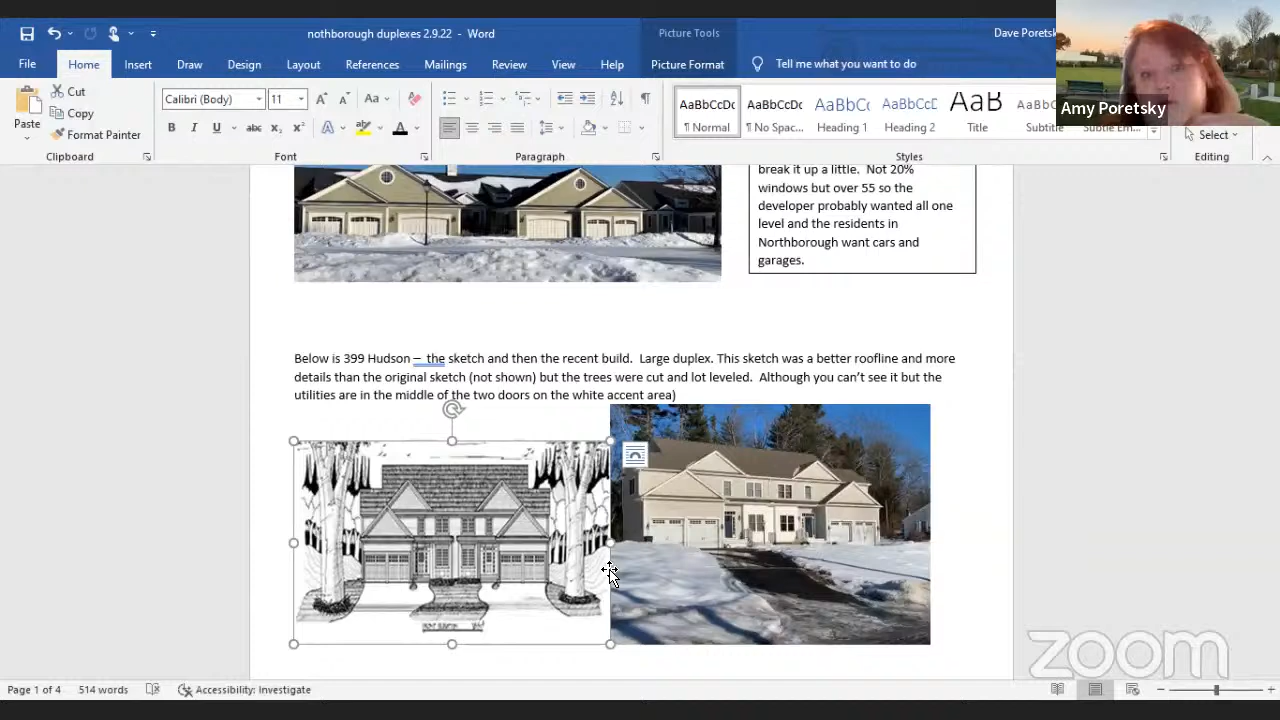 nothborough duplexes 2.9.22 - Word
Picture Tools
Dave Poretsk
File
Home
Insert
Draw
Design
Layout
References
Mailings
Review
View
Help
Picture Format
Tell me what you want to do
Amy Poretsky
Paste
Cut
Copy
Format Painter
Clipboard
Calibri (Body)
11
Font
Paragraph
AaBbCcDc
¶ Normal
AaBbCcDc
¶ No Spac...
AaBbC(
Heading 1
AaBbCcE
Heading 2
AaB
Title
AaBbCcD
Subtitle
Subtle Em...
Styles
Select
Editing
break it up a little. Not 20%
windows but over 55 so the
developer probably wanted all one
level and the residents in
Northborough want cars and
garages.
Below is 399 Hudson – the sketch and then the recent build. Large duplex. This sketch was a better roofline and more
details than the original sketch (not shown) but the trees were cut and lot leveled. Although you can't see it but the
utilities are in the middle of the two doors on the white accent area)
zoom
Page 1 of 4
514 words
Accessibility: Investigate